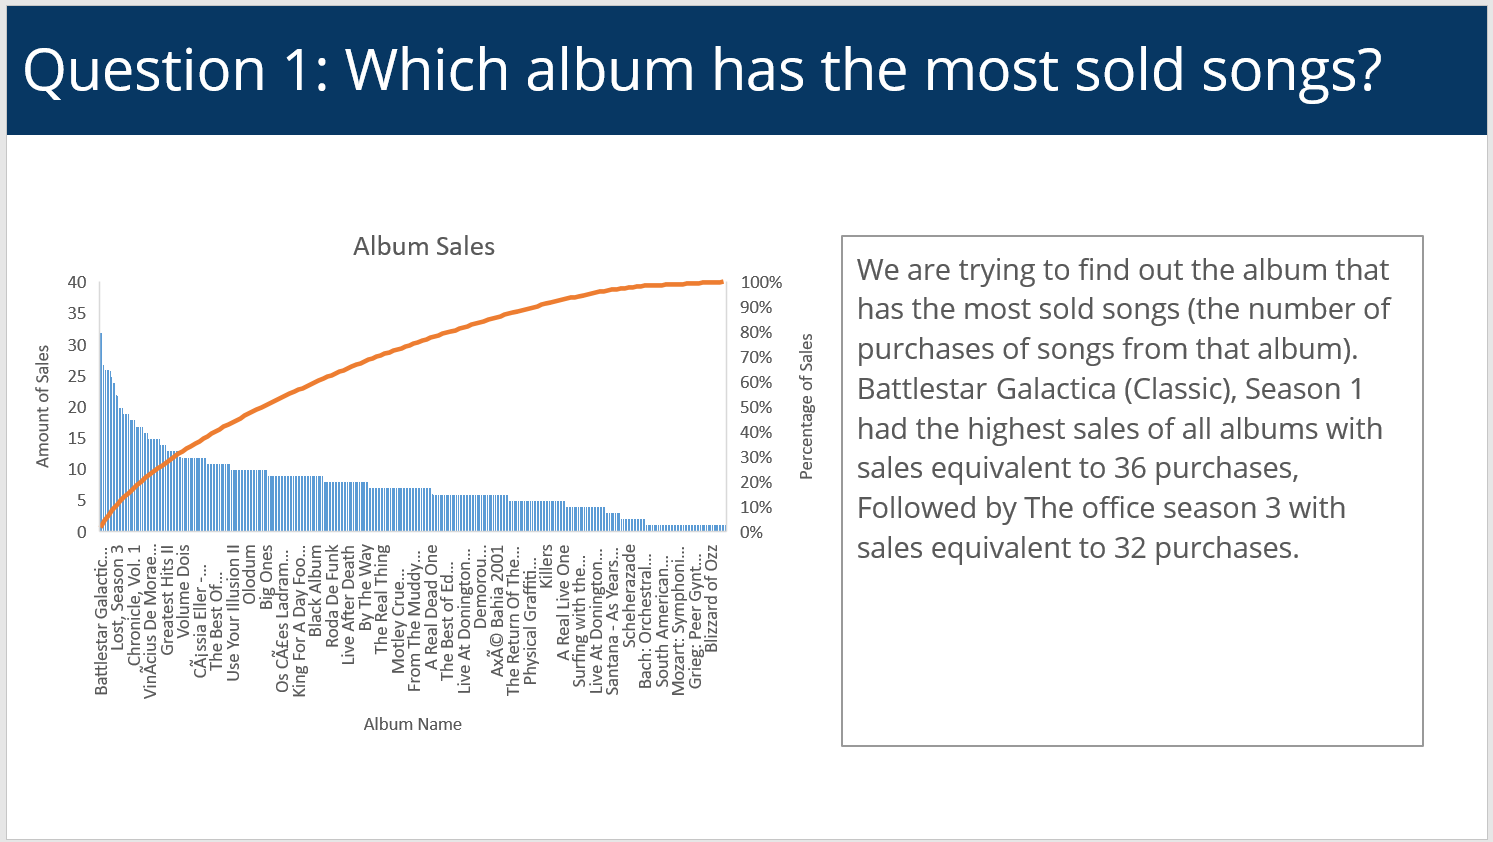 Question 1: Which album has the most sold songs?
Album Sales
Amount of Sales
40
35
30
25
20
15
10
5
0
100%
90%
80%
70%
60%
50%
40%
30%
20%
10%
0%
Percentage of Sales
Battlestar Galactic...
Lost, Season 3
Chronicle, Vol. 1
VinÃcius De Morae...
Greatest Hits II
Volume Dois
CÃ¡ssia Eller -...
The Best Of...
Use Your Illusion II
Olodum
Big Ones
Os CÃ£es Ladram...
King For A Day Foo...
Black Album
Roda De Funk
Live After Death
By The Way
The Real Thing
Motley Crue...
From The Muddy...
A Real Dead One
The Best of Ed...
Live At Donington...
Demorou...
AxÃ© Bahia 2001
The Return Of The...
Physical Graffiti...
Killers
A Real Live One
Surfing with the...
Live At Donington...
Santana - As Years...
Scheherazade
Bach: Orchestral...
South American...
Mozart: Symphoni...
Grieg: Peer Gynt...
Blizzard of Ozz
Album Name
We are trying to find out the album that
has the most sold songs (the number of
purchases of songs from that album).
Battlestar Galactica (Classic), Season 1
had the highest sales of all albums with
sales equivalent to 36 purchases,
Followed by The office season 3 with
sales equivalent to 32 purchases.